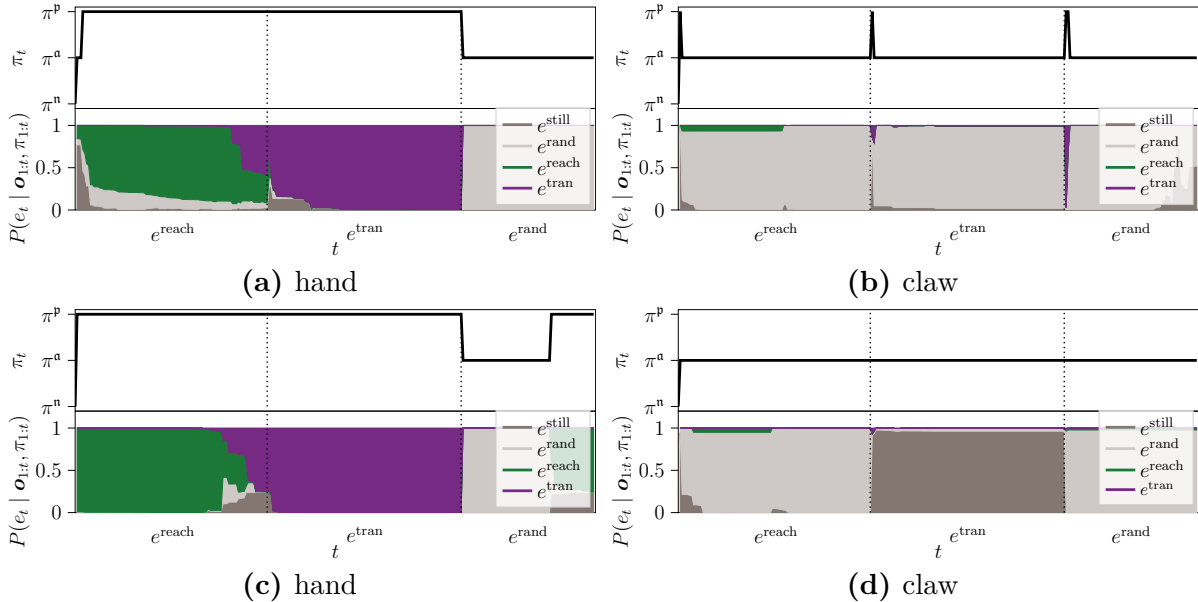 π^𝔭
π^𝔞
π^𝔫
π_t
1
0.5
0
P(e_t | o_{1:t}, π_{1:t})
e^still
e^rand
e^reach
e^tran
e^reach
e^tran
e^rand
t
(a) hand
π^𝔭
π^𝔞
π^𝔫
π_t
1
0.5
0
P(e_t | o_{1:t}, π_{1:t})
e^still
e^rand
e^reach
e^tran
e^reach
e^tran
e^rand
t
(b) claw
π^𝔭
π^𝔞
π^𝔫
π_t
1
0.5
0
P(e_t | o_{1:t}, π_{1:t})
e^still
e^rand
e^reach
e^tran
e^reach
e^tran
e^rand
t
(c) hand
π^𝔭
π^𝔞
π^𝔫
π_t
1
0.5
0
P(e_t | o_{1:t}, π_{1:t})
e^still
e^rand
e^reach
e^tran
e^reach
e^tran
e^rand
t
(d) claw